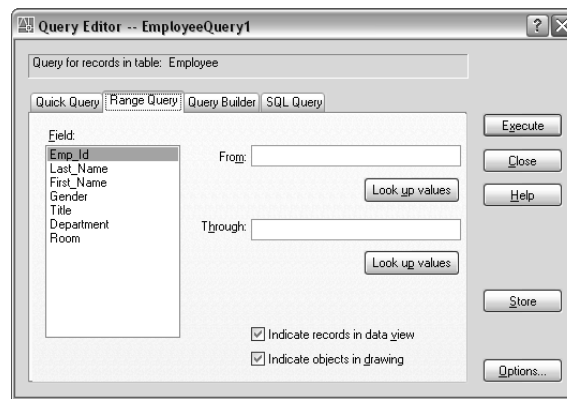 Query Editor -- EmployeeQuery1
Query for records in table: Employee
Quick Query Range Query Query Builder SQL Query
Field:
Emp_Id
Last_Name
First_Name
Gender
Title
Department
Room
From:
Look up values
Through:
Look up values
Indicate records in data view
Indicate objects in drawing
Execute
Close
Help
Store
Options...